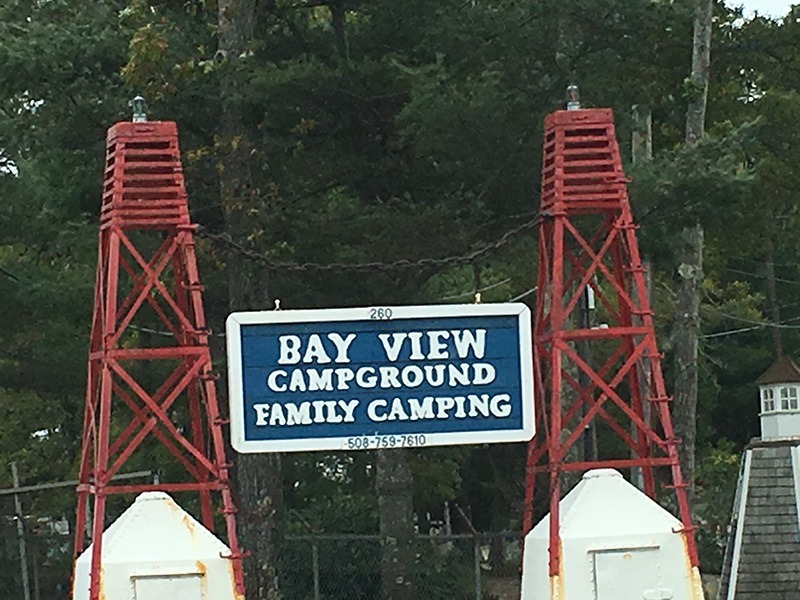 260
BAY VIEW
CAMPGROUND
FAMILY CAMPING
508-759-7610